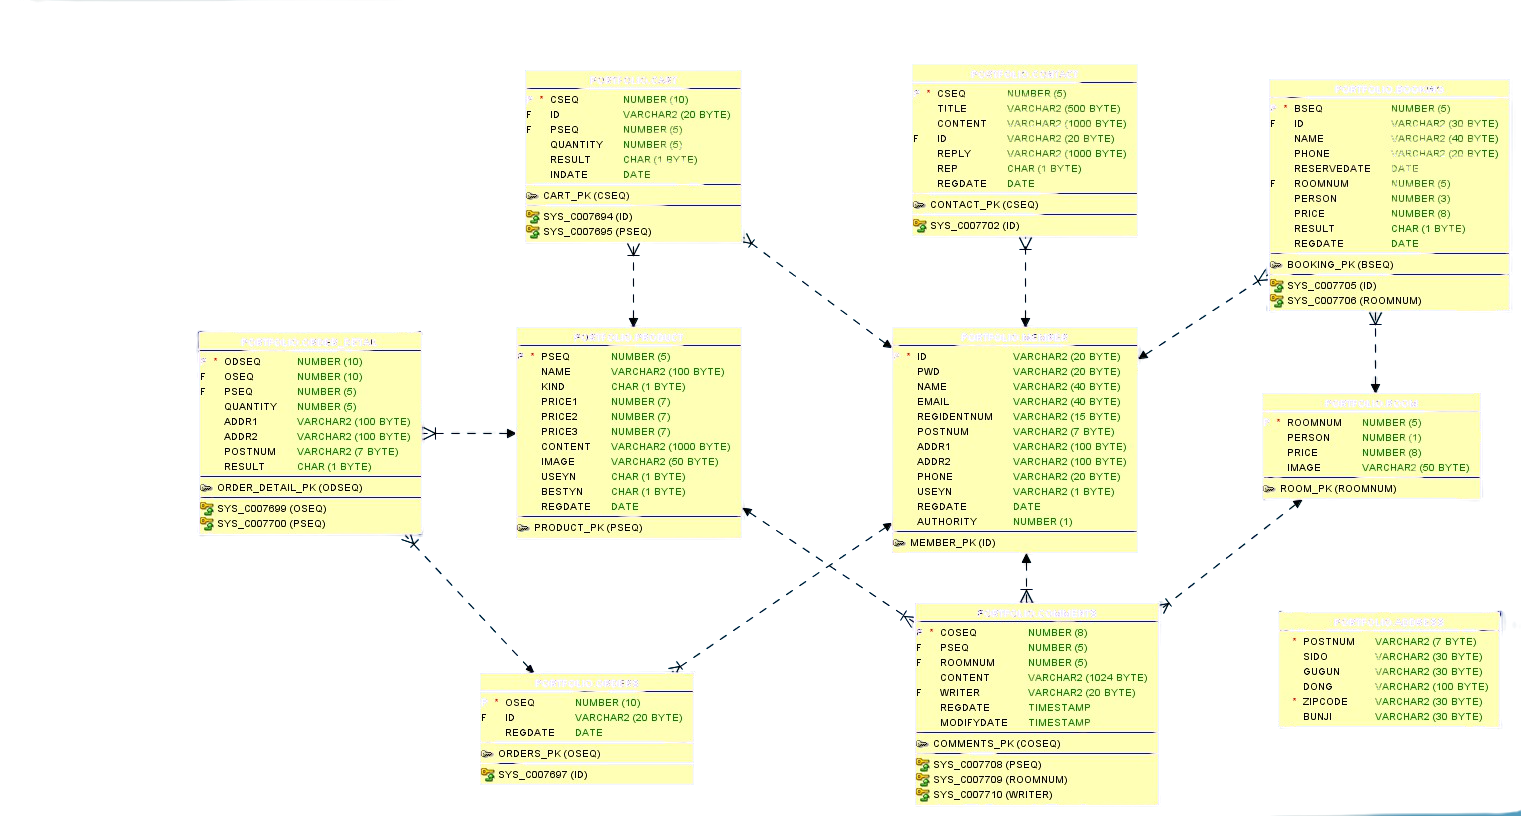 P * CSEQ NUMBER (10)
F ID VARCHAR2 (20 BYTE)
F PSEQ NUMBER (5)
QUANTITY NUMBER (5)
RESULT CHAR (1 BYTE)
INDATE DATE
CART_PK (CSEQ)
SYS_C007694 (ID)
SYS_C007695 (PSEQ)
* CSEQ NUMBER (5)
TITLE VARCHAR2 (500 BYTE)
CONTENT VARCHAR2 (1000 BYTE)
F ID VARCHAR2 (20 BYTE)
REPLY VARCHAR2 (1000 BYTE)
REP CHAR (1 BYTE)
REGDATE DATE
CONTACT_PK (CSEQ)
SYS_C007702 (ID)
* BSEQ NUMBER (5)
F ID VARCHAR2 (30 BYTE)
NAME VARCHAR2 (40 BYTE)
PHONE VARCHAR2 (20 BYTE)
RESERVEDATE DATE
F ROOMNUM NUMBER (5)
PERSON NUMBER (3)
PRICE NUMBER (8)
RESULT CHAR (1 BYTE)
REGDATE DATE
BOOKING_PK (BSEQ)
SYS_C007705 (ID)
SYS_C007706 (ROOMNUM)
* ODSEQ NUMBER (10)
F OSEQ NUMBER (10)
F PSEQ NUMBER (5)
QUANTITY NUMBER (5)
ADDR1 VARCHAR2 (100 BYTE)
ADDR2 VARCHAR2 (100 BYTE)
POSTNUM VARCHAR2 (7 BYTE)
RESULT CHAR (1 BYTE)
ORDER_DETAIL_PK (ODSEQ)
SYS_C007699 (OSEQ)
SYS_C007700 (PSEQ)
P * PSEQ NUMBER (5)
NAME VARCHAR2 (100 BYTE)
KIND CHAR (1 BYTE)
PRICE1 NUMBER (7)
PRICE2 NUMBER (7)
PRICE3 NUMBER (7)
CONTENT VARCHAR2 (1000 BYTE)
IMAGE VARCHAR2 (50 BYTE)
USEYN CHAR (1 BYTE)
BESTYN CHAR (1 BYTE)
REGDATE DATE
PRODUCT_PK (PSEQ)
* ID VARCHAR2 (20 BYTE)
PWD VARCHAR2 (20 BYTE)
NAME VARCHAR2 (40 BYTE)
EMAIL VARCHAR2 (40 BYTE)
REGIDENTNUM VARCHAR2 (15 BYTE)
POSTNUM VARCHAR2 (7 BYTE)
ADDR1 VARCHAR2 (100 BYTE)
ADDR2 VARCHAR2 (100 BYTE)
PHONE VARCHAR2 (20 BYTE)
USEYN VARCHAR2 (1 BYTE)
REGDATE DATE
AUTHORITY NUMBER (1)
MEMBER_PK (ID)
* ROOMNUM NUMBER (5)
PERSON NUMBER (1)
PRICE NUMBER (8)
IMAGE VARCHAR2 (50 BYTE)
ROOM_PK (ROOMNUM)
* OSEQ NUMBER (10)
F ID VARCHAR2 (20 BYTE)
REGDATE DATE
ORDERS_PK (OSEQ)
SYS_C007697 (ID)
P * COSEQ NUMBER (8)
F PSEQ NUMBER (5)
F ROOMNUM NUMBER (5)
CONTENT VARCHAR2 (1024 BYTE)
F WRITER VARCHAR2 (20 BYTE)
REGDATE TIMESTAMP
MODIFYDATE TIMESTAMP
COMMENTS_PK (COSEQ)
SYS_C007708 (PSEQ)
SYS_C007709 (ROOMNUM)
SYS_C007710 (WRITER)
* POSTNUM VARCHAR2 (7 BYTE)
SIDO VARCHAR2 (30 BYTE)
GUGUN VARCHAR2 (30 BYTE)
DONG VARCHAR2 (100 BYTE)
* ZIPCODE VARCHAR2 (30 BYTE)
BUNJI VARCHAR2 (30 BYTE)